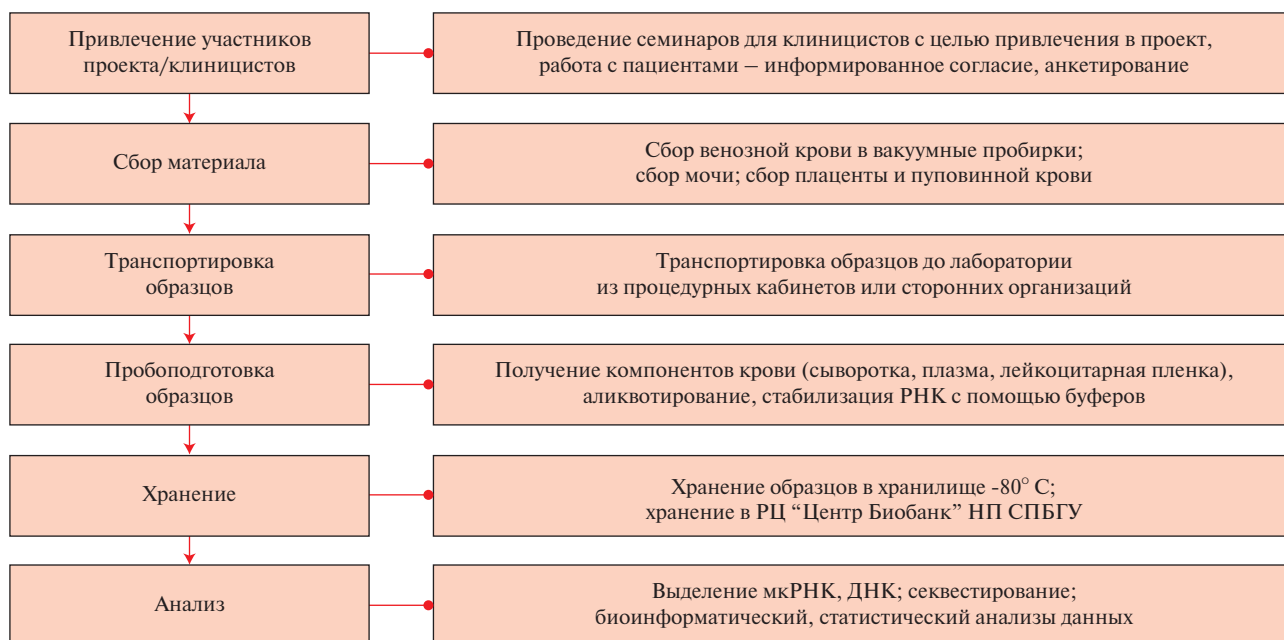 Привлечение участников
проекта/клиницистов
Проведение семинаров для клиницистов с целью привлечения в проект,
работа с пациентами – информированное согласие, анкетирование
Сбор материала
Сбор венозной крови в вакуумные пробирки;
сбор мочи; сбор плаценты и пуповинной крови
Транспортировка
образцов
Транспортировка образцов до лаборатории
из процедурных кабинетов или сторонних организаций
Пробоподготовка
образцов
Получение компонентов крови (сыворотка, плазма, лейкоцитарная пленка),
аликвотирование, стабилизация РНК с помощью буферов
Хранение
Хранение образцов в хранилище -80° С;
хранение в РЦ “Центр Биобанк” НП СПБГУ
Анализ
Выделение мкРНК, ДНК; секвестирование;
биоинформатический, статистический анализы данных